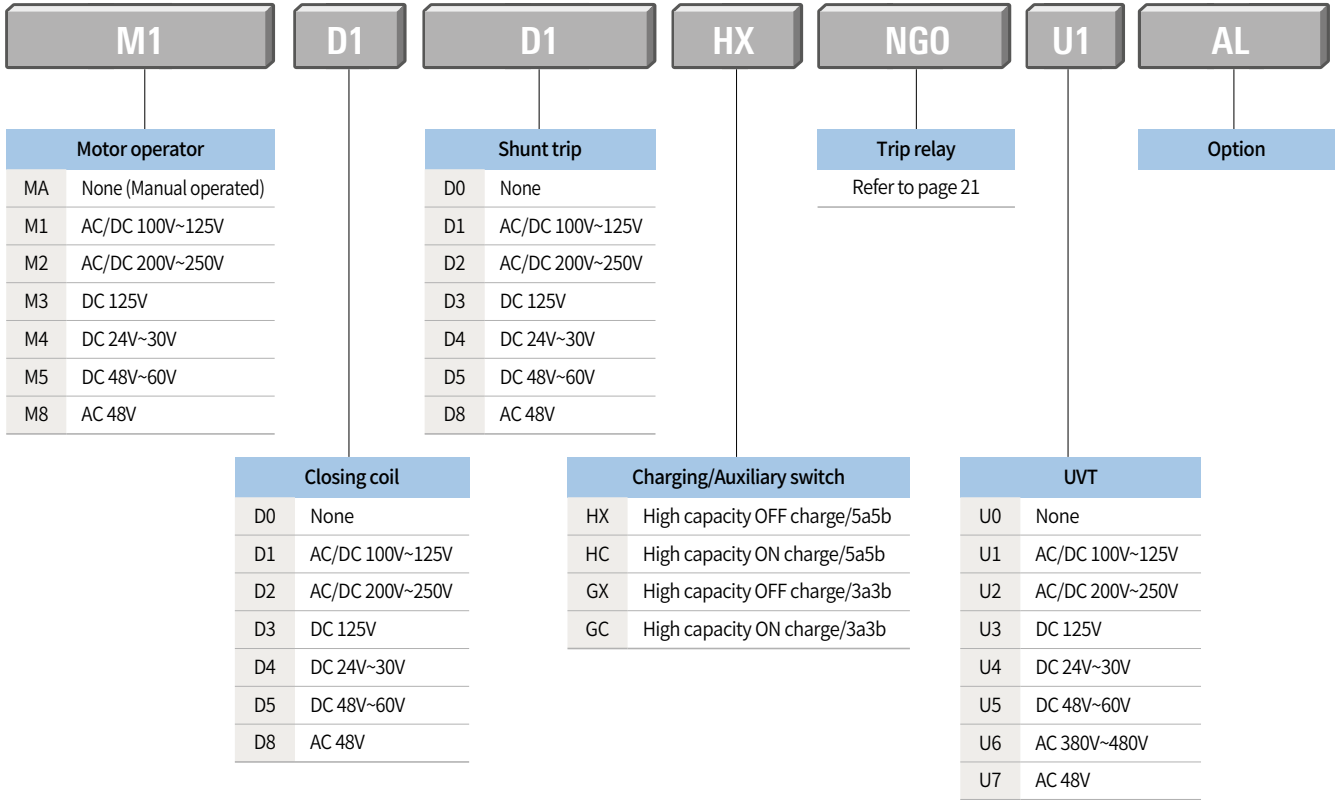 M1 D1 D1 HX NGO U1 AL
Motor operator
MA None (Manual operated)
M1 AC/DC 100V~125V
M2 AC/DC 200V~250V
M3 DC 125V
M4 DC 24V~30V
M5 DC 48V~60V
M8 AC 48V
Shunt trip
D0 None
D1 AC/DC 100V~125V
D2 AC/DC 200V~250V
D3 DC 125V
D4 DC 24V~30V
D5 DC 48V~60V
D8 AC 48V
Trip relay
Refer to page 21
Option
Closing coil
D0 None
D1 AC/DC 100V~125V
D2 AC/DC 200V~250V
D3 DC 125V
D4 DC 24V~30V
D5 DC 48V~60V
D8 AC 48V
Charging/Auxiliary switch
HX High capacity OFF charge/5a5b
HC High capacity ON charge/5a5b
GX High capacity OFF charge/3a3b
GC High capacity ON charge/3a3b
UVT
U0 None
U1 AC/DC 100V~125V
U2 AC/DC 200V~250V
U3 DC 125V
U4 DC 24V~30V
U5 DC 48V~60V
U6 AC 380V~480V
U7 AC 48V